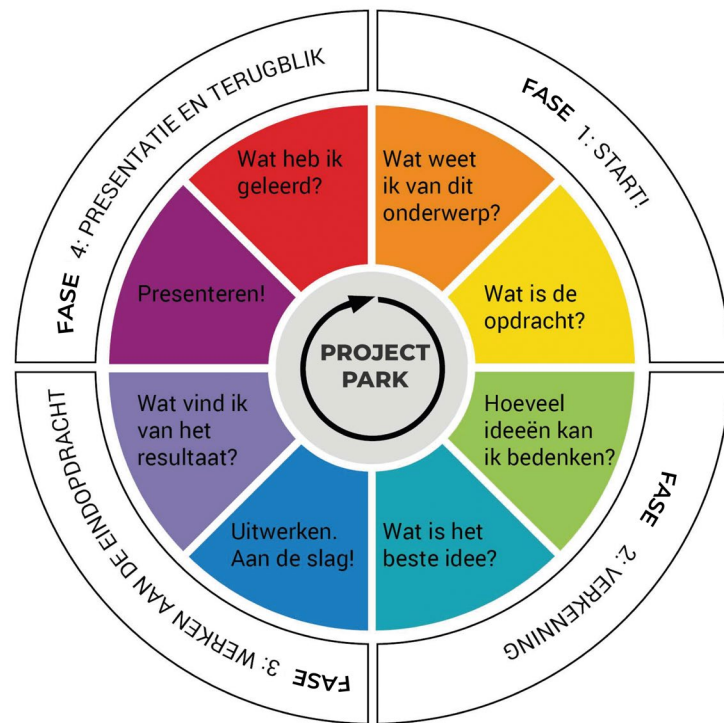 FASE 1: START!
Wat weet
ik van dit
onderwerp?
Wat is de
opdracht?
FASE 2: VERKENNING
Hoeveel
ideeën kan
ik bedenken?
Wat is het
beste idee?
FASE 3: WERKEN AAN DE EINDOPDRACHT
Uitwerken.
Aan de slag!
Wat vind ik
van het
resultaat?
FASE 4: PRESENTATIE EN TERUGBLIK
Presenteren!
Wat heb ik
geleerd?
PROJECT
PARK